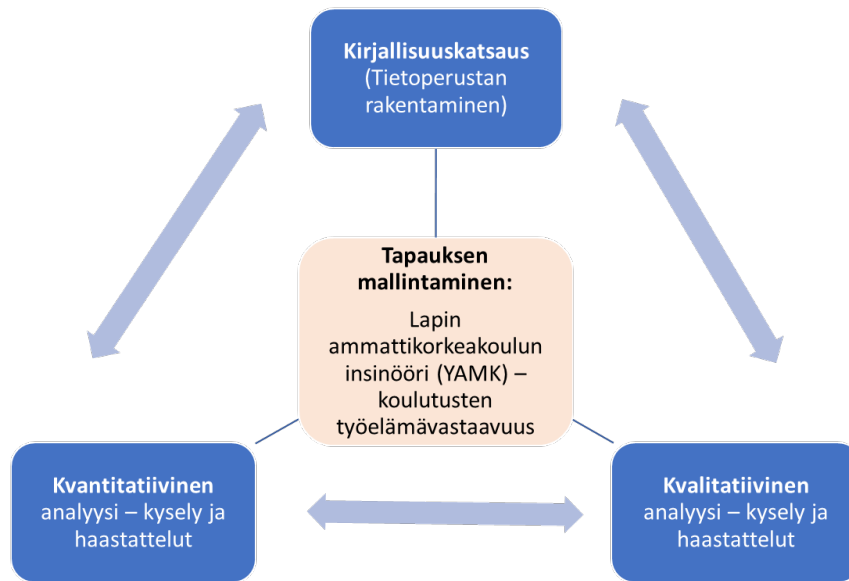 Kirjallisuuskatsaus
(Tietoperustan
rakentaminen)
Tapauksen
mallintaminen:
Lapin
ammattikorkeakoulun
insinööri (YAMK) –
koulutusten
työelämävastaavuus
Kvantitatiivinen
analyysi – kysely ja
haastattelut
Kvalitatiivinen
analyysi – kysely ja
haastattelut